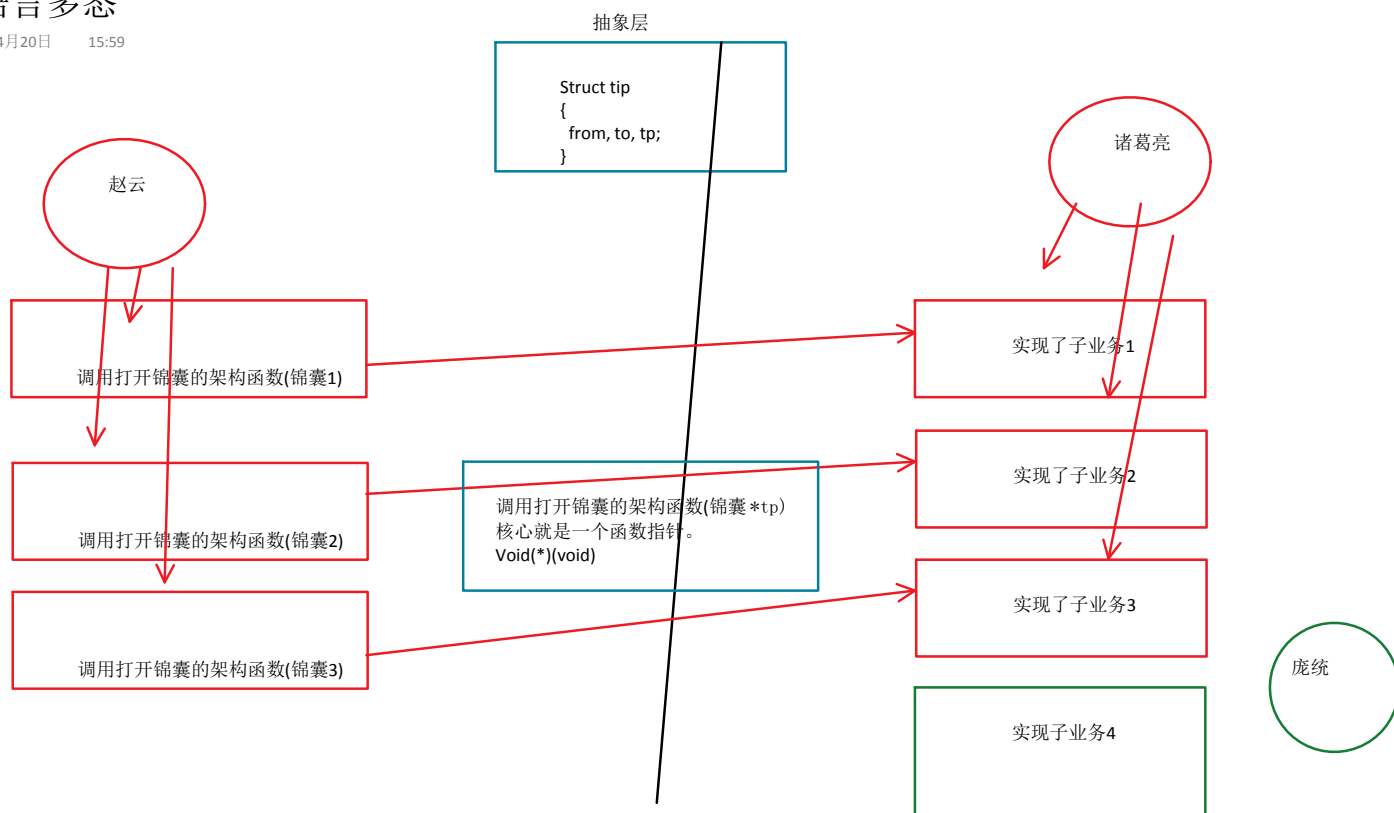 语言多态
4月20日 15:59
抽象层
Struct tip
{
from, to, tp;
}
赵云
诸葛亮
调用打开锦囊的架构函数(锦囊1)
实现了子业务1
调用打开锦囊的架构函数(锦囊2)
调用打开锦囊的架构函数(锦囊*tp)
核心就是一个函数指针。
Void(*)(void)
实现了子业务2
调用打开锦囊的架构函数(锦囊3)
实现了子业务3
庞统
实现子业务4